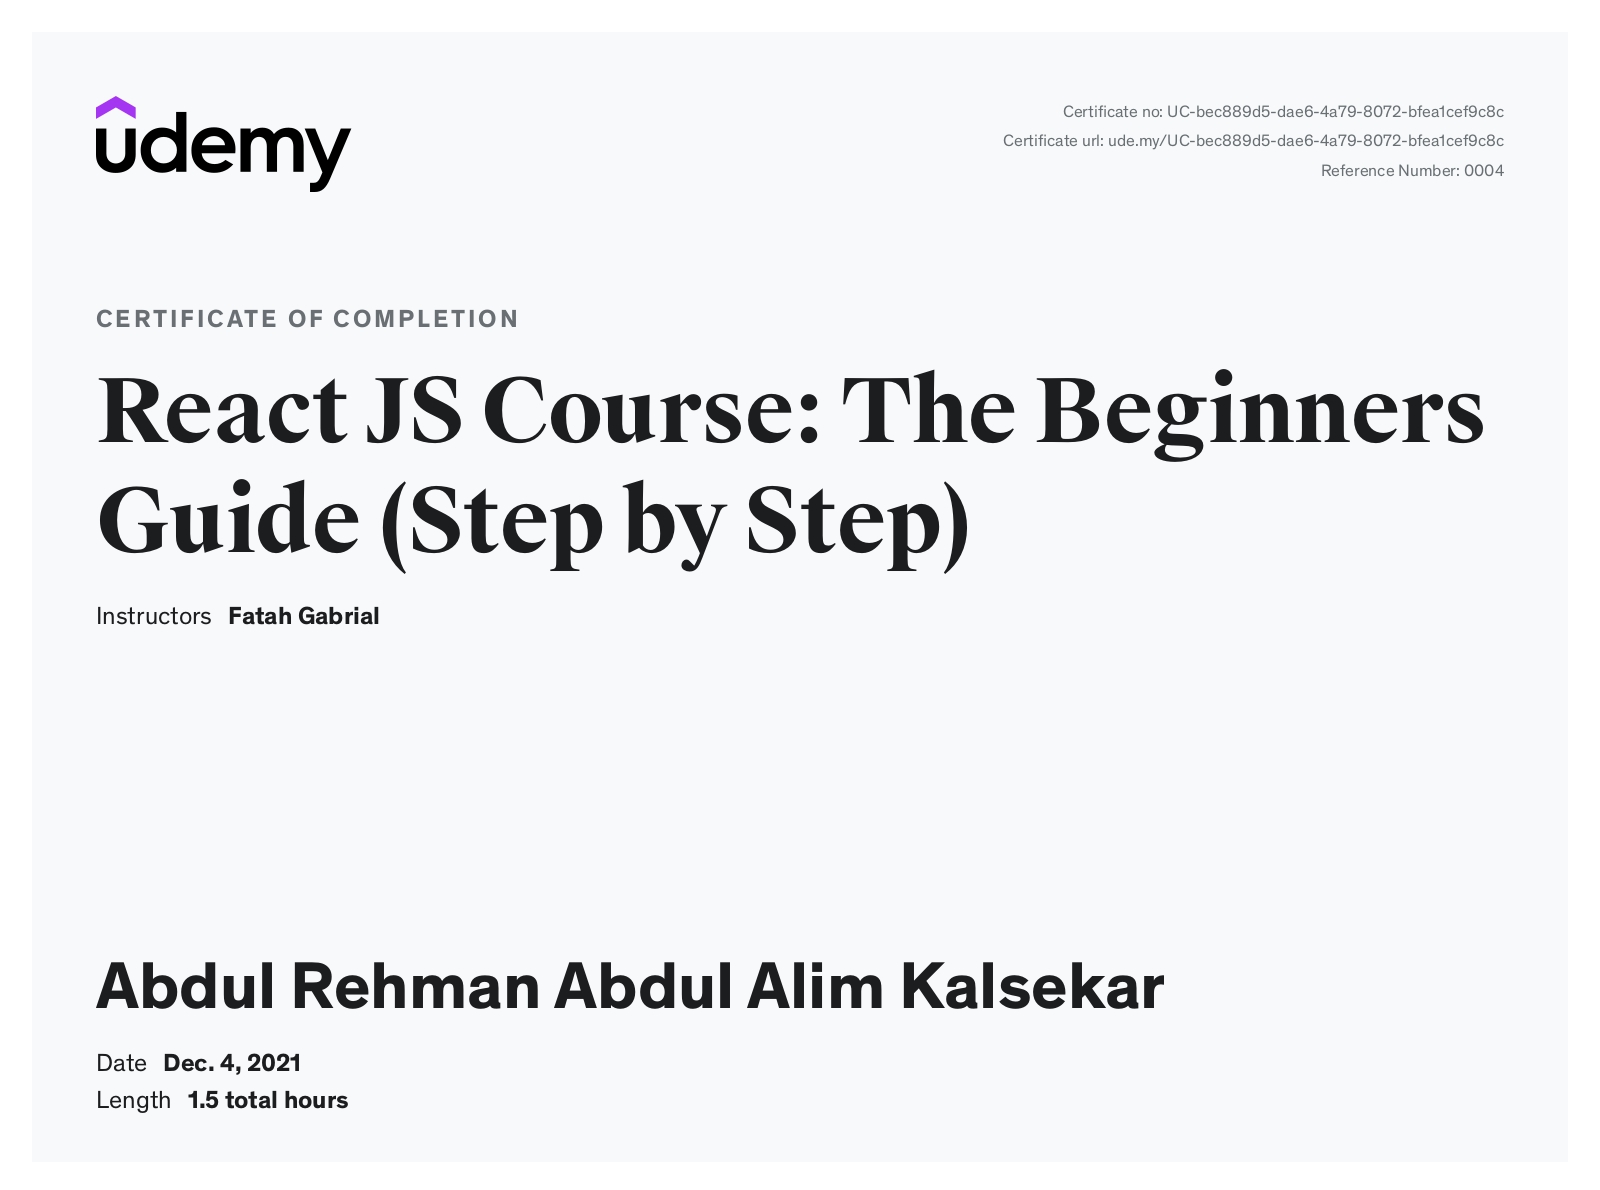 udemy
Certificate no: UC-bec889d5-dae6-4a79-8072-bfea1cef9c8c
Certificate url: ude.my/UC-bec889d5-dae6-4a79-8072-bfea1cef9c8c
Reference Number: 0004
CERTIFICATE OF COMPLETION
React JS Course: The Beginners
Guide (Step by Step)
Instructors Fatah Gabrial
Abdul Rehman Abdul Alim Kalsekar
Date Dec. 4, 2021
Length 1.5 total hours